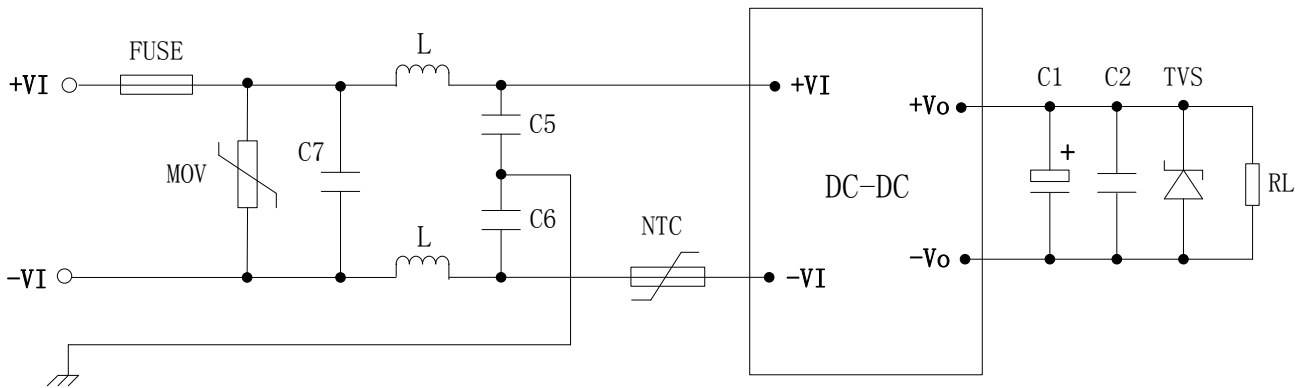 FUSE
L
+VI
+VI
C1
C2
TVS
C5
+Vo
MOV
C7
DC-DC
RL
C6
NTC
L
-VI
-VI
-Vo
+